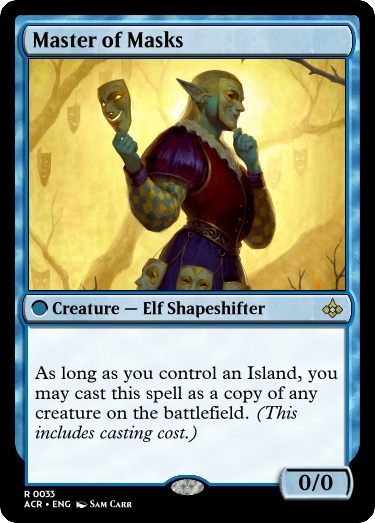 Master of Masks
Creature — Elf Shapeshifter
As long as you control an Island, you
may cast this spell as a copy of any
creature on the battlefield. (This
includes casting cost.)
0/0
R 0033
ACR • ENG Sam Carr